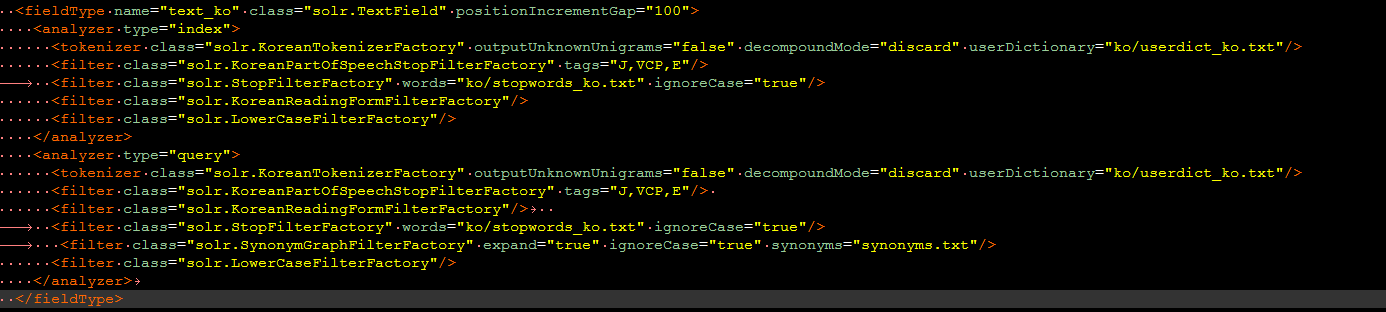 <fieldType name="text_ko" class="solr.TextField" positionIncrementGap="100">
<analyzer type="index">
<tokenizer class="solr.KoreanTokenizerFactory" outputUnknownUnigrams="false" decompoundMode="discard" userDictionary="ko/userdict_ko.txt"/>
<filter class="solr.KoreanPartOfSpeechStopFilterFactory" tags="J,VCP,E"/>
<filter class="solr.StopFilterFactory" words="ko/stopwords_ko.txt" ignoreCase="true"/>
<filter class="solr.KoreanReadingFormFilterFactory"/>
<filter class="solr.LowerCaseFilterFactory"/>
</analyzer>
<analyzer type="query">
<tokenizer class="solr.KoreanTokenizerFactory" outputUnknownUnigrams="false" decompoundMode="discard" userDictionary="ko/userdict_ko.txt"/>
<filter class="solr.KoreanPartOfSpeechStopFilterFactory" tags="J,VCP,E"/>
<filter class="solr.KoreanReadingFormFilterFactory"/>
<filter class="solr.StopFilterFactory" words="ko/stopwords_ko.txt" ignoreCase="true"/>
<filter class="solr.SynonymGraphFilterFactory" expand="true" ignoreCase="true" synonyms="synonyms.txt"/>
<filter class="solr.LowerCaseFilterFactory"/>
</analyzer>
</fieldType>